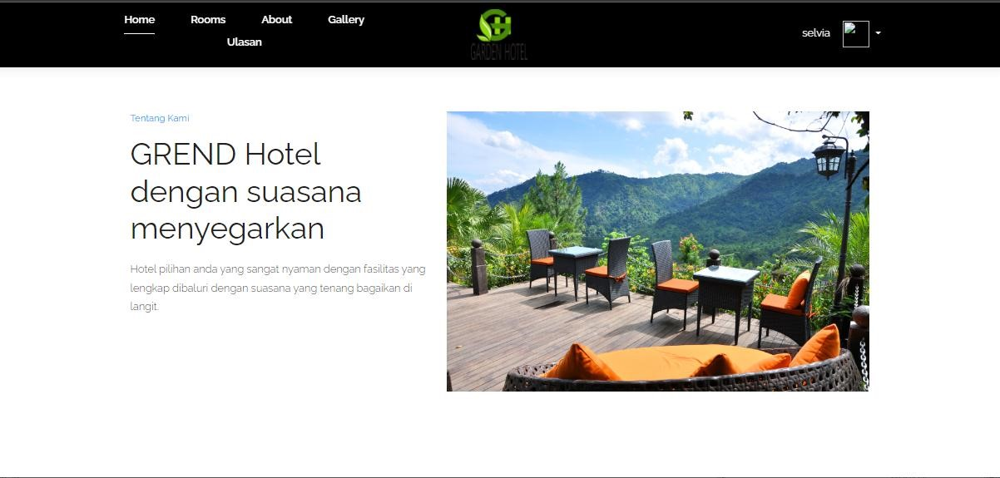 Home Rooms About Gallery
Ulasan
GH
GARDEN HOTEL
selvia
Tentang Kami
GREND Hotel
dengan suasana
menyegarkan
Hotel pilihan anda yang sangat nyaman dengan fasilitas yang
lengkap dibaluri dengan suasana yang tenang bagaikan di
langit.